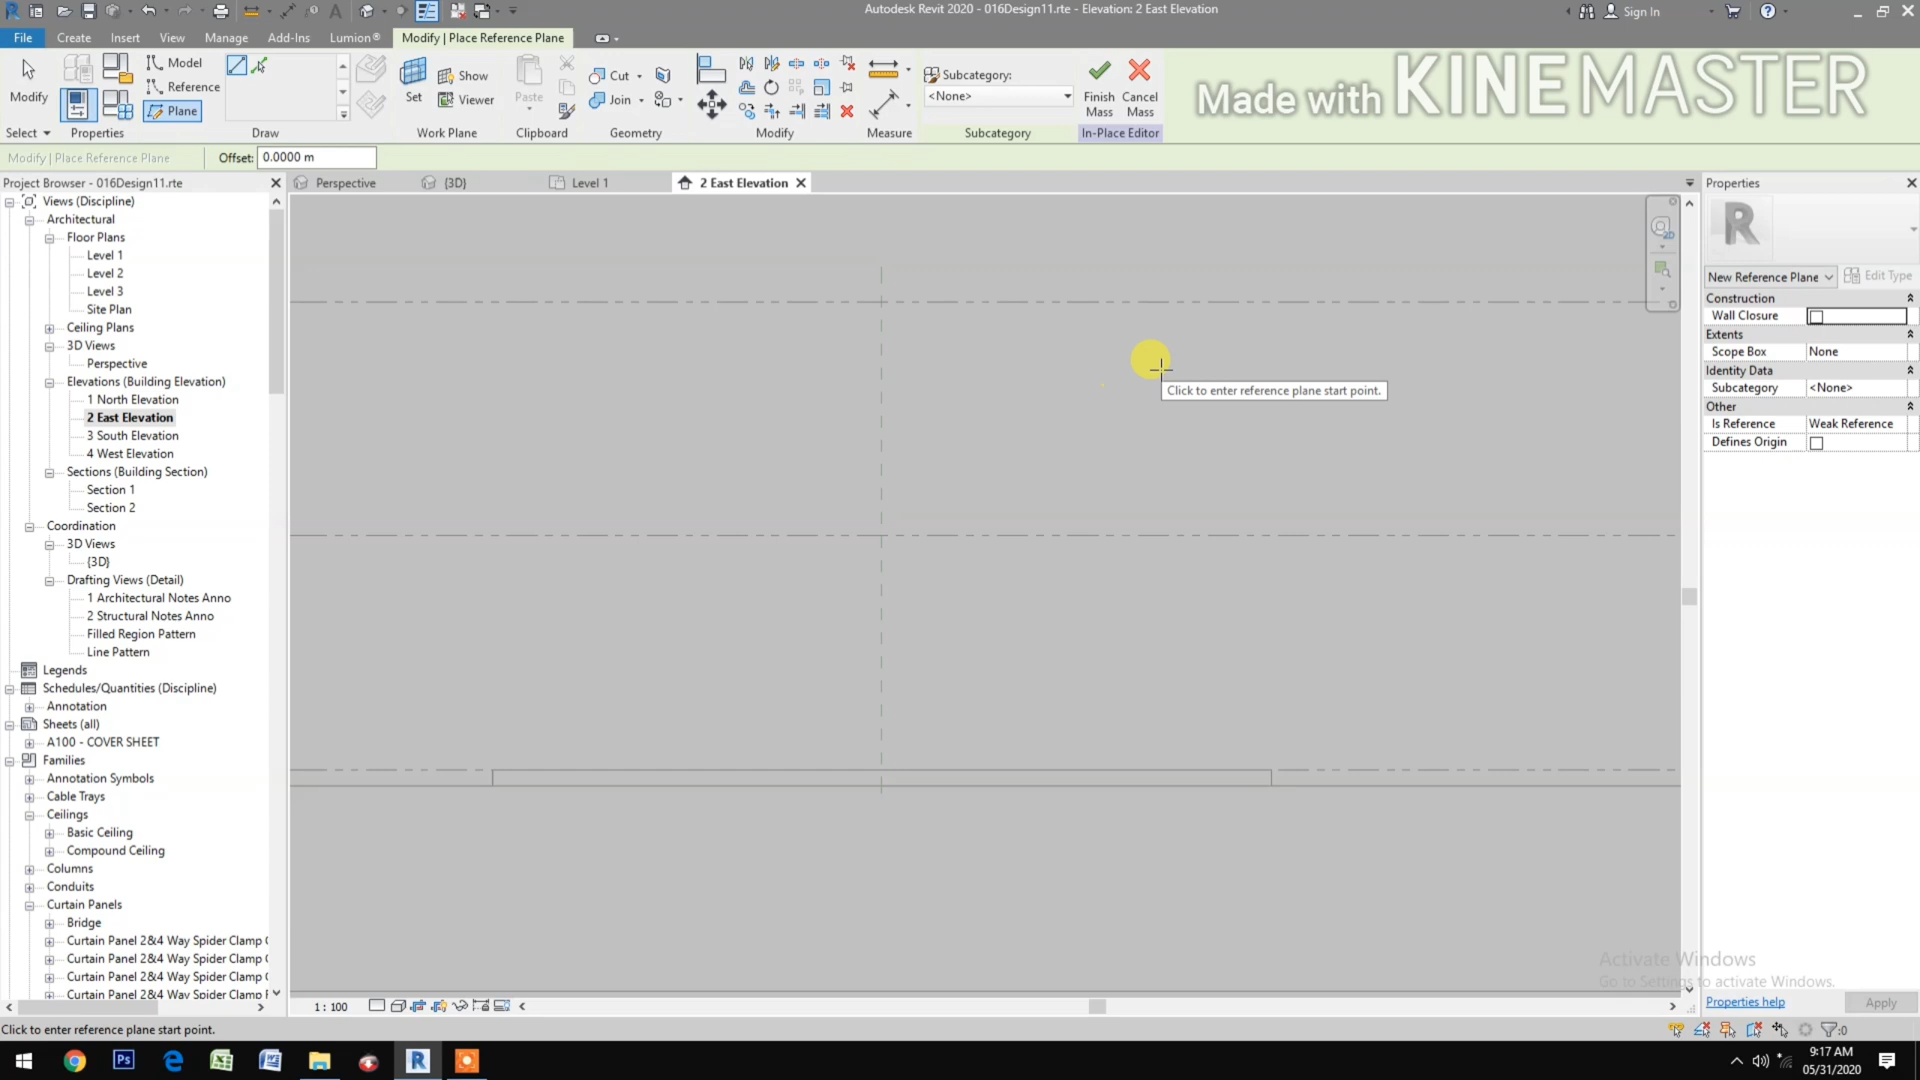 Autodesk Revit 2020 - 016Design11.rte - Elevation: 2 East Elevation
Sign In
File
Create
Insert
View
Manage
Add-Ins
Lumion®
Modify | Place Reference Plane
Modify
Model
Reference
Plane
Set
Show
Viewer
Paste
Cut
Join
Subcategory:
<None>
Finish Mass
Cancel Mass
Made with KINEMASTER
Select
Properties
Draw
Work Plane
Clipboard
Geometry
Modify
Measure
Subcategory
In-Place Editor
Modify | Place Reference Plane
Offset: 0.0000 m
Project Browser - 016Design11.rte
Perspective
{3D}
Level 1
2 East Elevation
Views (Discipline)
Architectural
Floor Plans
Level 1
Level 2
Level 3
Site Plan
Ceiling Plans
3D Views
Perspective
Elevations (Building Elevation)
1 North Elevation
2 East Elevation
3 South Elevation
4 West Elevation
Sections (Building Section)
Section 1
Section 2
Coordination
3D Views
{3D}
Drafting Views (Detail)
1 Architectural Notes Anno
2 Structural Notes Anno
Filled Region Pattern
Line Pattern
Legends
Schedules/Quantities (Discipline)
Annotation
Sheets (all)
A100 - COVER SHEET
Families
Annotation Symbols
Cable Trays
Ceilings
Basic Ceiling
Compound Ceiling
Columns
Conduits
Curtain Panels
Bridge
Curtain Panel 2&4 Way Spider Clamp
Curtain Panel 2&4 Way Spider Clamp
Curtain Panel 2&4 Way Spider Clamp
Curtain Panel 2&4 Way Spider Clamp
Click to enter reference plane start point.
2D
Properties
R
New Reference Plane
Edit Type
Construction
Wall Closure
Extents
Scope Box None
Identity Data
Subcategory <None>
Other
Is Reference Weak Reference
Defines Origin
Activate Windows
Go to Settings to activate Windows.
Properties help
Apply
1 : 100
Click to enter reference plane start point.
:0
Ps
R
9:17 AM
05/31/2020